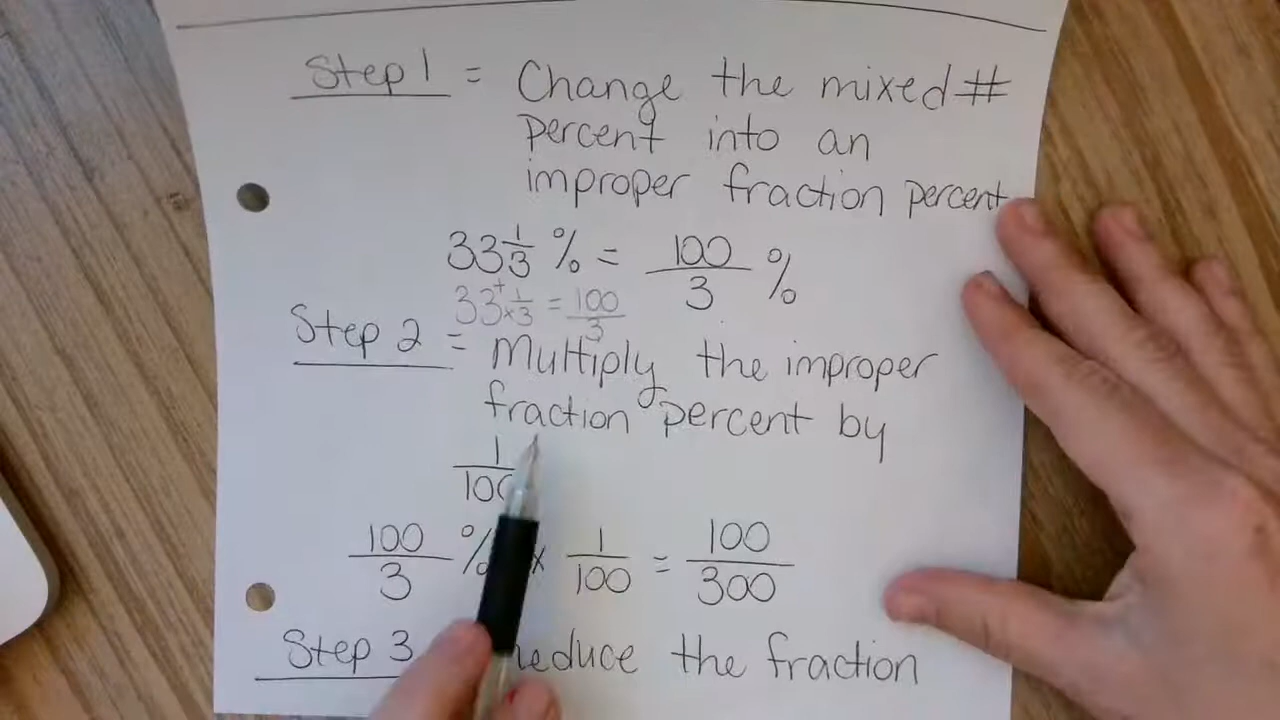 Step 1 = Change the mixed #
percent into an
improper fraction percent
33 1/3 % = 100/3 %
33 + × 1/3 = 100/3
Step 2 = Multiply the improper
fraction percent by
1/100
100/3 % × 1/100 = 100/300
Step 3 reduce the fraction